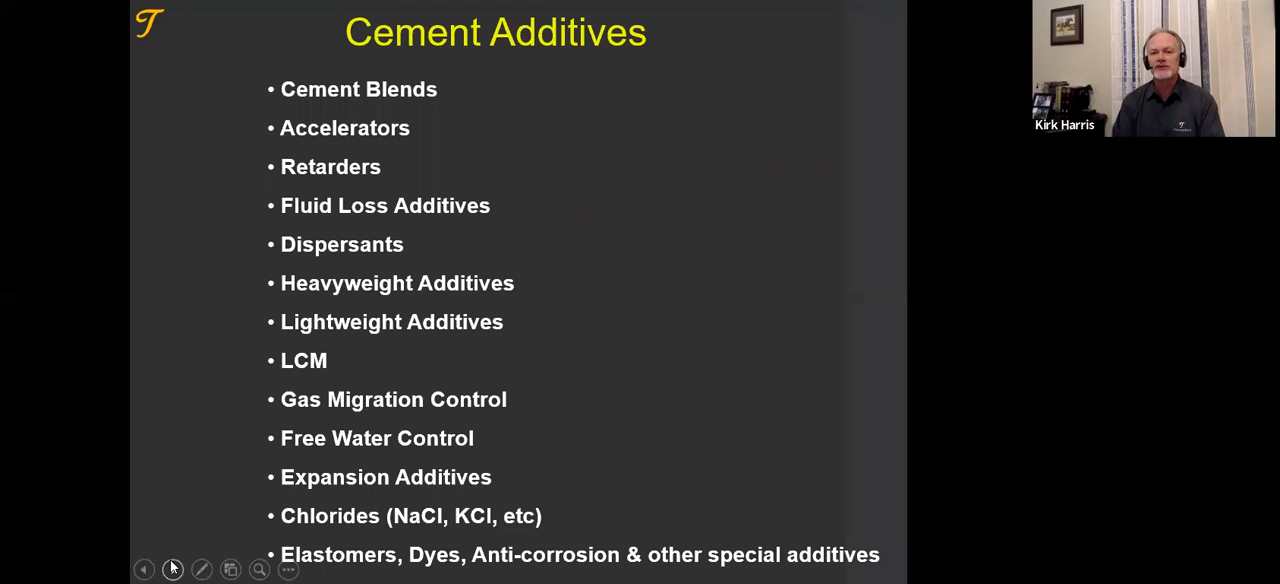 T
Cement Additives
• Cement Blends
• Accelerators
• Retarders
• Fluid Loss Additives
• Dispersants
• Heavyweight Additives
• Lightweight Additives
• LCM
• Gas Migration Control
• Free Water Control
• Expansion Additives
• Chlorides (NaCl, KCl, etc)
• Elastomers, Dyes, Anti-corrosion & other special additives
Kirk Harris